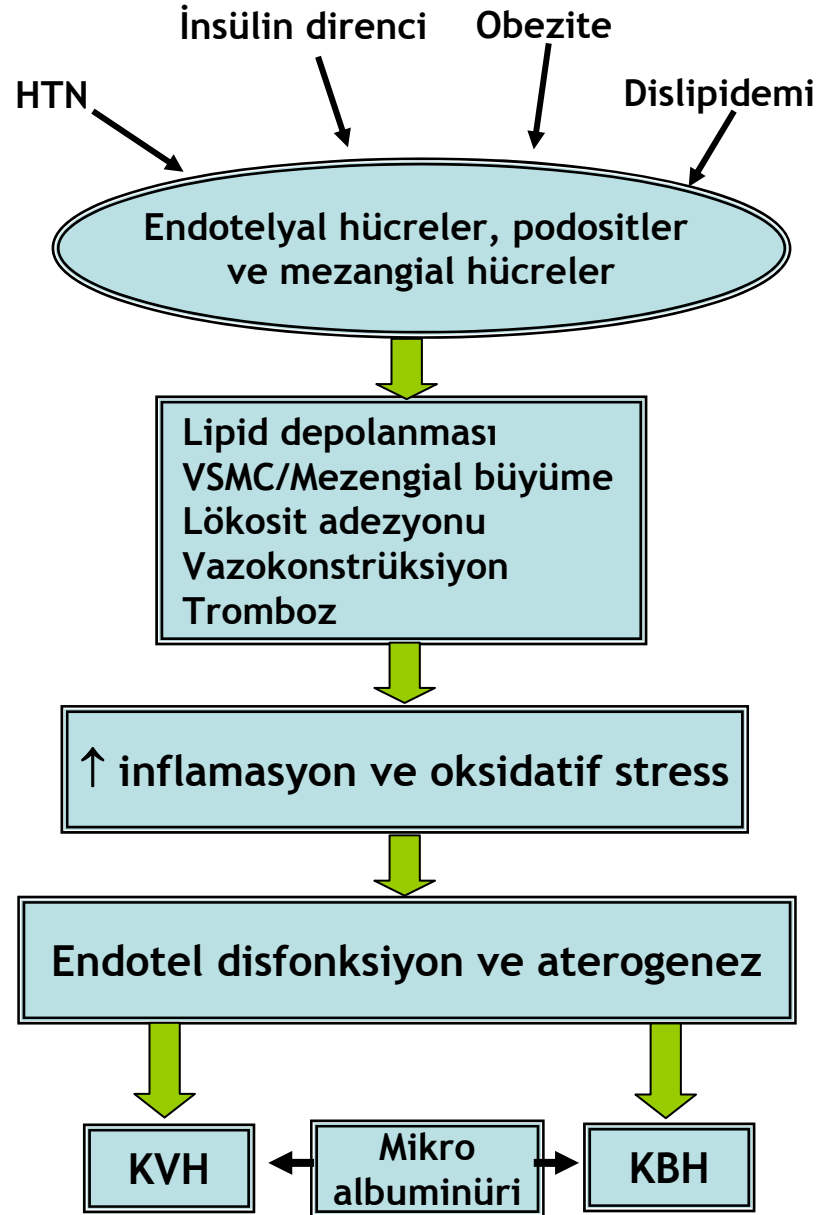 İnsülin direnci
Obezite
HTN
Dislipidemi
Endotelyal hücreler, podositler
ve mezangial hücreler
Lipid depolanması
VSMC/Mezengial büyüme
Lökosit adezyonu
Vazokonstrüksiyon
Tromboz
↑ inflamasyon ve oksidatif stress
Endotel disfonksiyon ve aterogenez
KVH
Mikro
albuminüri
KBH